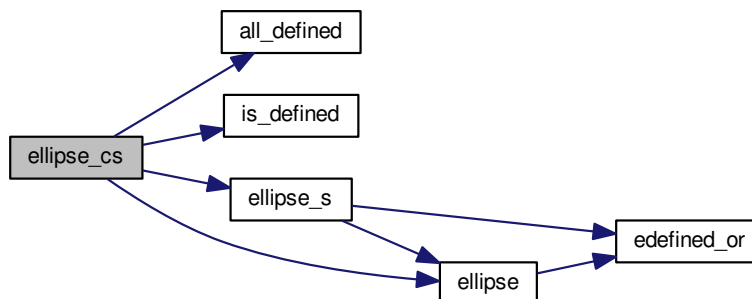 all_defined
is_defined
ellipse_cs
ellipse_s
edefined_or
ellipse